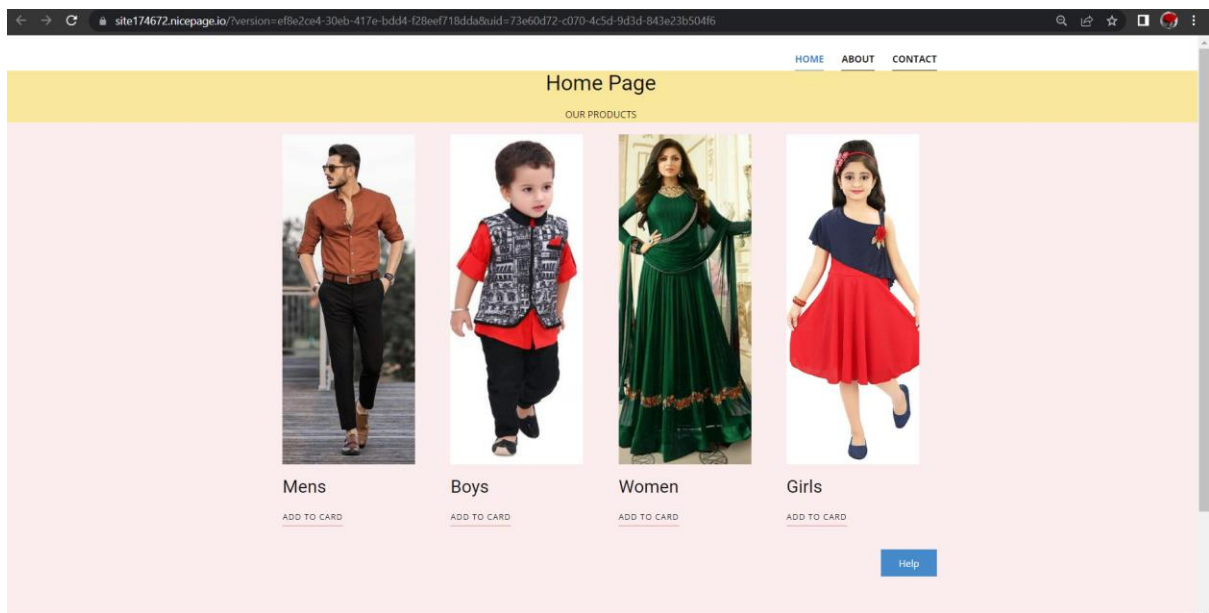 site174672.nicepage.io/?version=ef8e2ce4-30eb-417e-bdd4-f28eef718dda&uid=73e60d72-c070-4c5d-9d3d-843e23b504f6
HOME ABOUT CONTACT
Home Page
OUR PRODUCTS
Mens Boys Women Girls
ADD TO CARD ADD TO CARD ADD TO CARD ADD TO CARD
Help